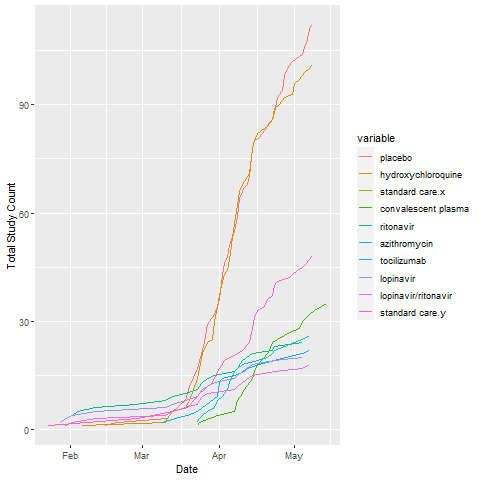 Total Study Count
90
60
30
0
Feb
Mar
Apr
May
Date
variable
placebo
hydroxychloroquine
standard care.x
convalescent plasma
ritonavir
azithromycin
tocilizumab
lopinavir
lopinavir/ritonavir
standard care.y